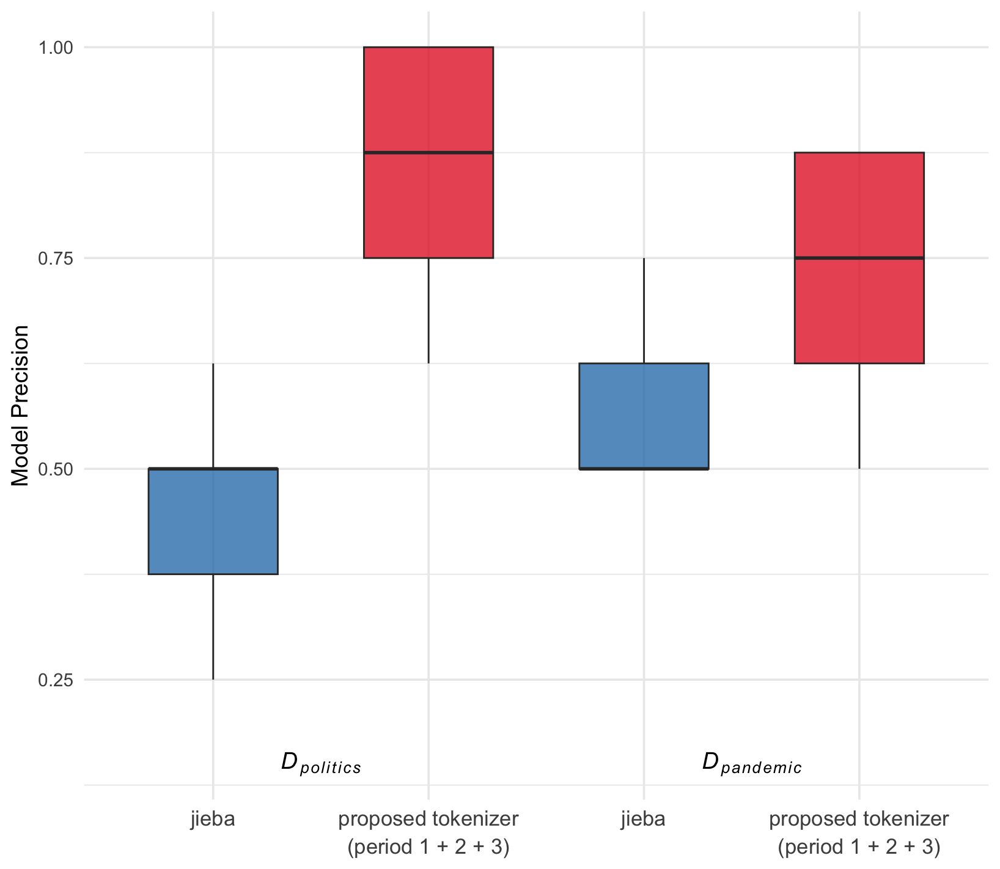 1.00
0.75
0.50
0.25
Model Precision
D politics
D pandemic
jieba
proposed tokenizer
(period 1 + 2 + 3)
jieba
proposed tokenizer
(period 1 + 2 + 3)